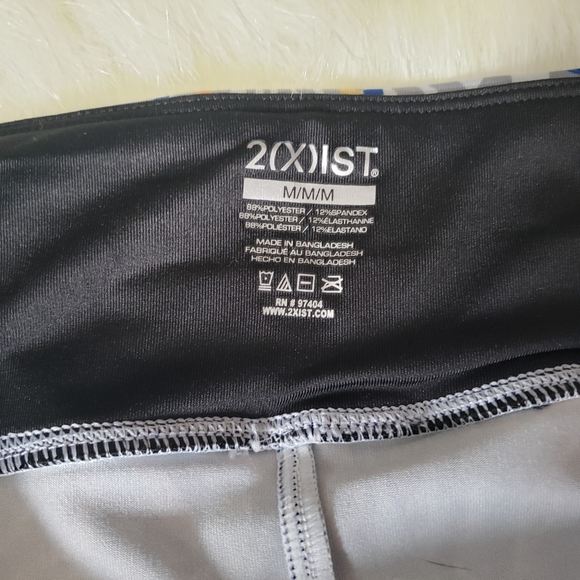 2(X)IST®
M/M/M
88%POLYESTER / 12%SPANDEX
88%POLYESTER / 12%ÉLASTHANNE
88%POLIÉSTER / 12%ELASTANO
MADE IN BANGLADESH
FABRIQUÉ AU BANGLADESH
HECHO EN BANGLADESH
RN # 97404
WWW.2XIST.COM